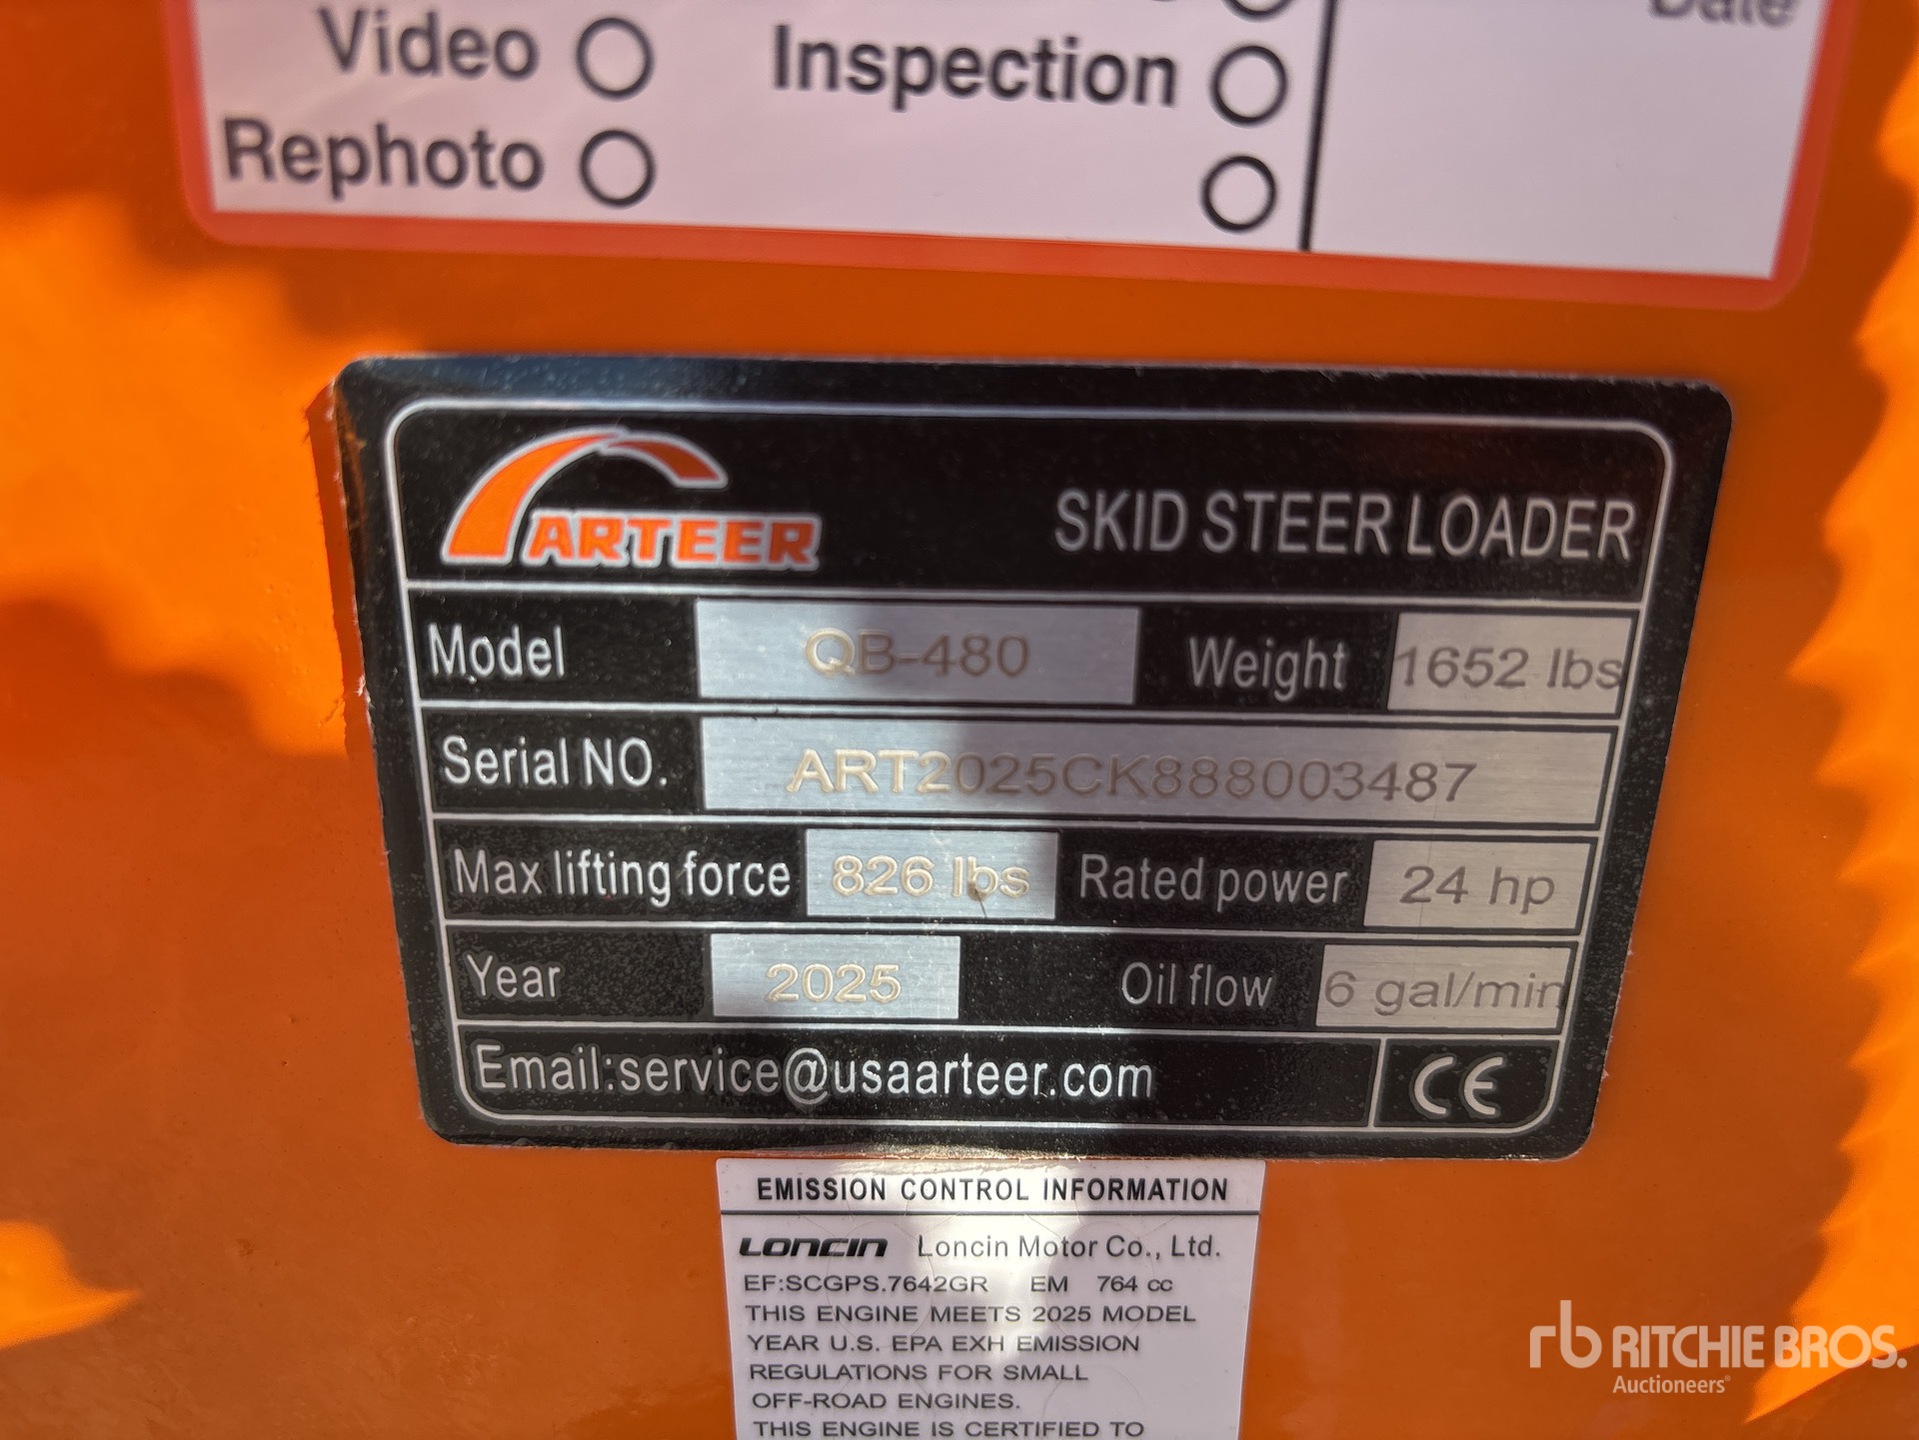 Date
Video
Inspection
Rephoto
ARTEER
SKID STEER LOADER
Model QB-480 Weight 1652 lbs
Serial NO. ART2025CK888003487
Max lifting force 826 lbs Rated power 24 hp
Year 2025 Oil flow 6 gal/min
Email:service@usaarteer.com CE
EMISSION CONTROL INFORMATION
LONCIN Loncin Motor Co., Ltd.
EF:SCGPS.7642GR EM 764 cc
THIS ENGINE MEETS 2025 MODEL
YEAR U.S. EPA EXH EMISSION
REGULATIONS FOR SMALL
OFF-ROAD ENGINES.
THIS ENGINE IS CERTIFIED TO
rb RITCHIE BROS.
Auctioneers®